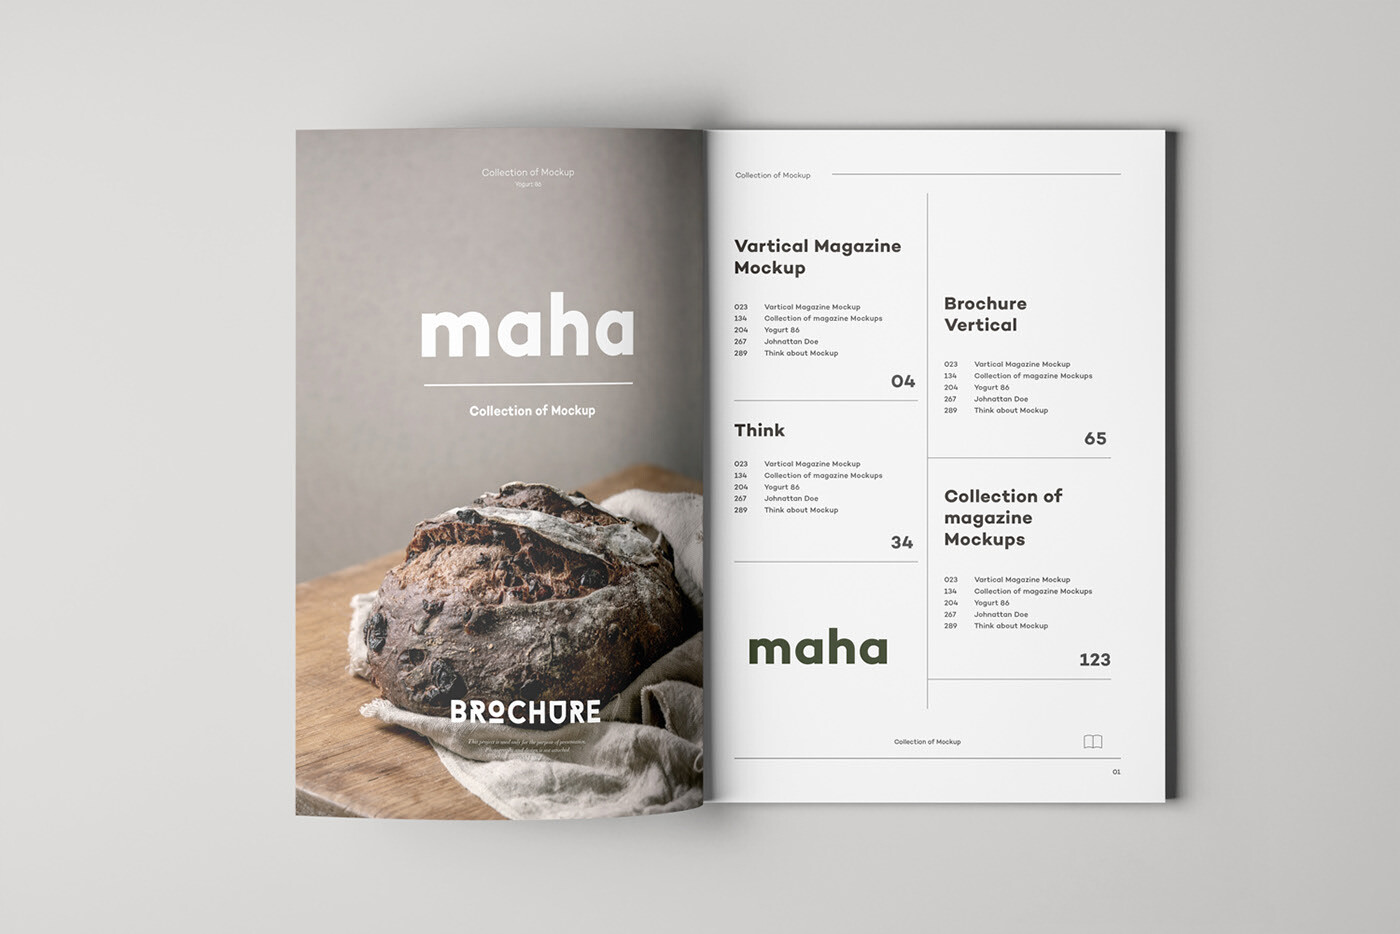 Collection of Mockup
Yogurt 86
maha
Collection of Mockup
BROCHURE
This project is used only for the purpose of presentation.
Collection of Mockup
Vartical Magazine
Mockup
023 Vartical Magazine Mockup
134 Collection of magazine Mockups
204 Yogurt 86
267 Johnattan Doe
289 Think about Mockup
04
Think
023 Vartical Magazine Mockup
134 Collection of magazine Mockups
204 Yogurt 86
267 Johnattan Doe
289 Think about Mockup
34
maha
Brochure
Vertical
023 Vartical Magazine Mockup
134 Collection of magazine Mockups
204 Yogurt 86
267 Johnattan Doe
289 Think about Mockup
65
Collection of
magazine
Mockups
023 Vartical Magazine Mockup
134 Collection of magazine Mockups
204 Yogurt 86
267 Johnattan Doe
289 Think about Mockup
123
Collection of Mockup
01